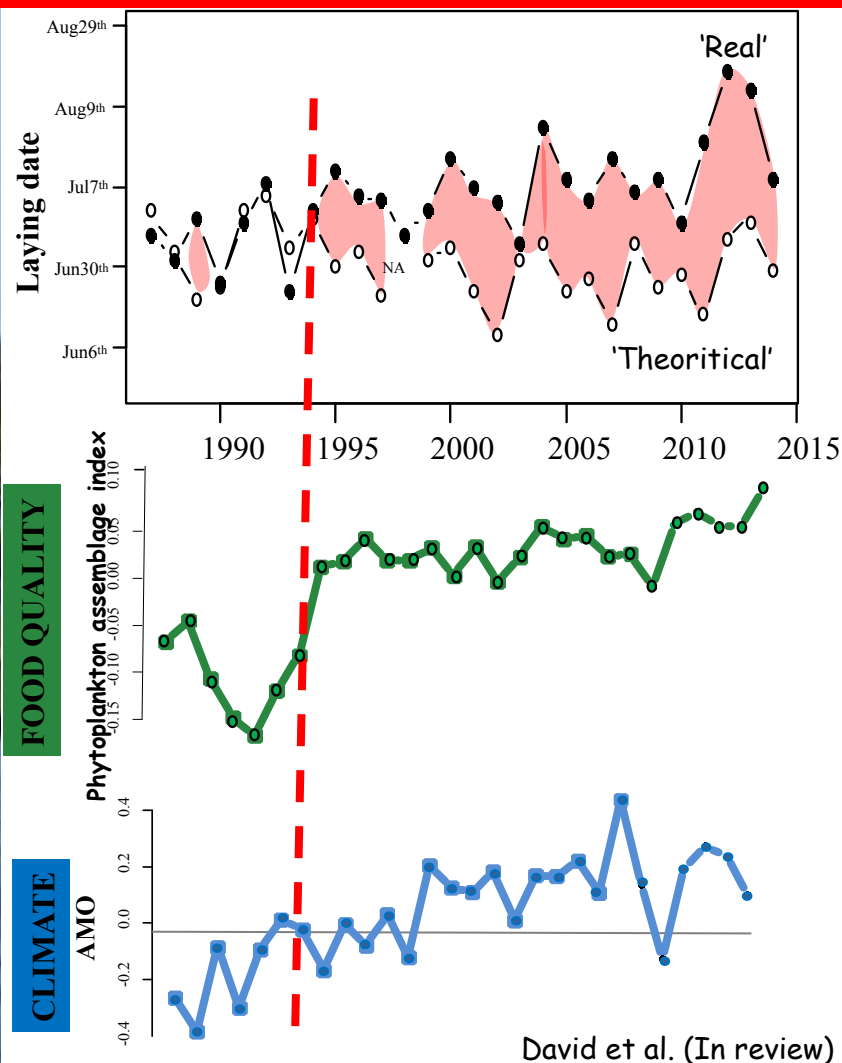 Aug29th
'Real'
Aug9th
Jul7th
Jun30th
NA
Jun6th
'Theoritical'
Laying date
1990 1995 2000 2005 2010 2015
FOOD QUALITY
Phytoplankton assemblage index
0.10
0.05
0.00
-0.05
-0.10
-0.15
CLIMATE
AMO
0.4
0.2
0.0
-0.2
-0.4
David et al. (In review)